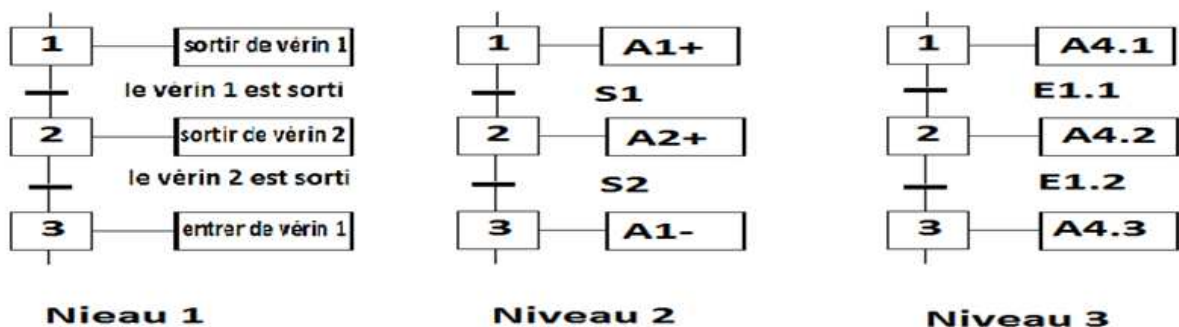 1 sortir de vérin 1
le vérin 1 est sorti
2 sortir de vérin 2
le vérin 2 est sorti
3 entrer de vérin 1
Nieau 1
1 A1+
S1
2 A2+
S2
3 A1-
Niveau 2
1 A4.1
E1.1
2 A4.2
E1.2
3 A4.3
Niveau 3